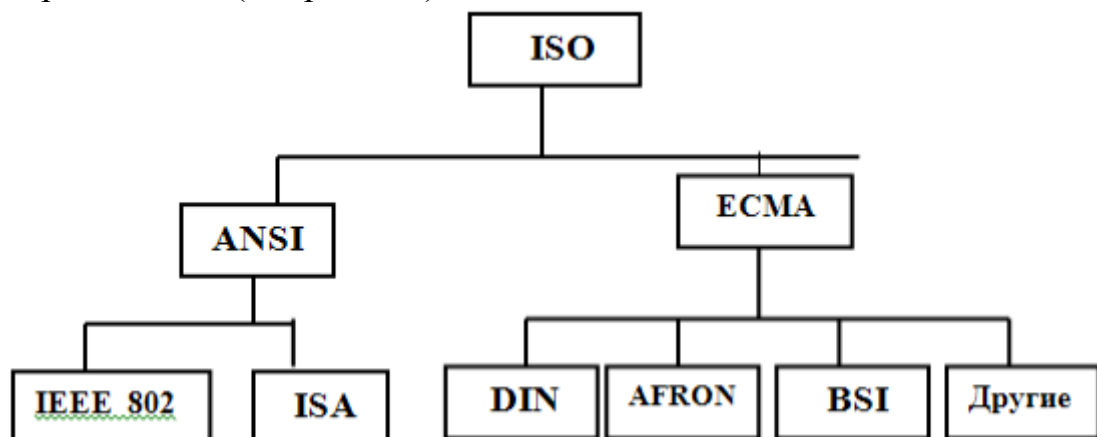 ISO
ECMA
ANSI
IEEE 802
ISA
DIN
AFRON
BSI
Другие